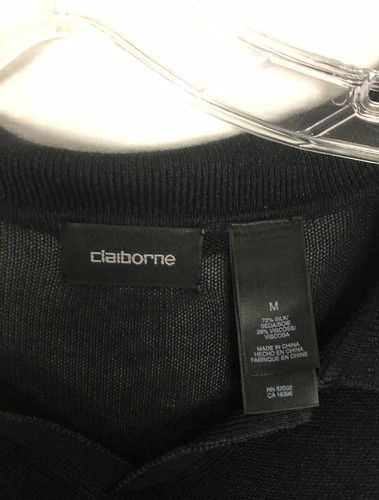 claiborne
M
72% SILK/
SEDA/SOIE
28% VISCOSE/
VISCOSA
MADE IN CHINA
HECHO EN CHINA
FABRIQUE EN CHINE
RN 52002
CA 16396